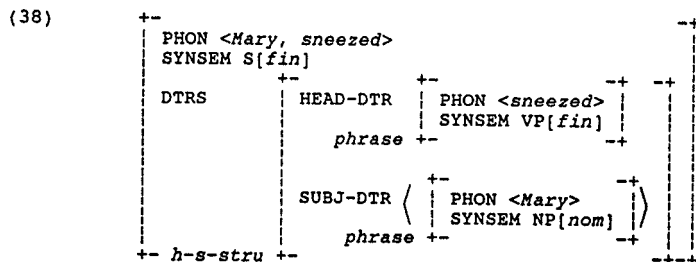 (38) +- -+
PHON <Mary, sneezed>
SYNSEM S[fin]
+- +- -+ -+
DTRS | HEAD-DTR | PHON <sneezed> |
| SYNSEM VP[fin] |
phrase +- -+
+- -+
SUBJ-DTR ⟨ | PHON <Mary> | ⟩
| SYNSEM NP[nom] |
phrase +- -+
+- h-s-stru +- -+-+